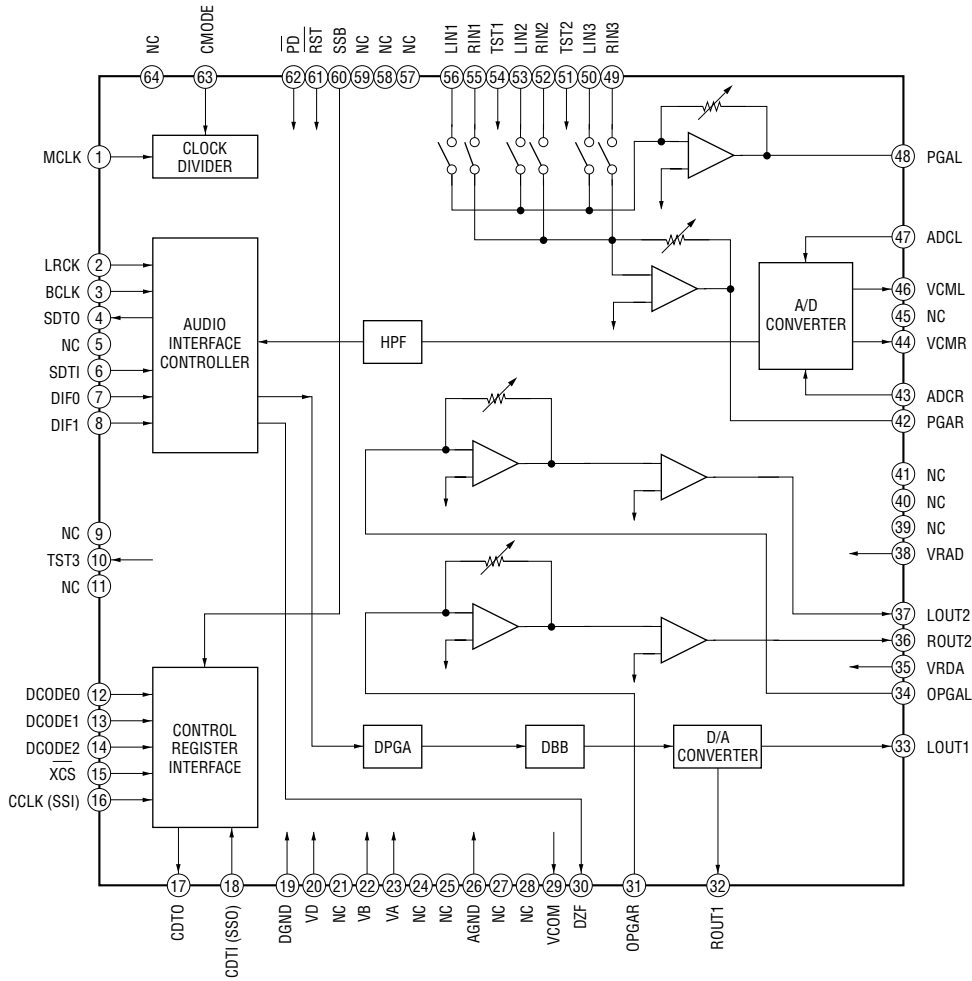 NC
CMODE
PD
RST
SSB
NC
NC
NC
LIN1
RIN1
TST1
LIN2
RIN2
TST2
LIN3
RIN3
64
63
62
61
60
59
58
57
56
55
54
53
52
51
50
49
MCLK
1
CLOCK
DIVIDER
48
PGAL
LRCK
2
BCLK
3
SDTO
4
NC
5
SDTI
6
DIF0
7
DIF1
8
AUDIO
INTERFACE
CONTROLLER
HPF
A/D
CONVERTER
47
ADCL
46
VCML
45
NC
44
VCMR
43
ADCR
42
PGAR
41
NC
40
NC
39
NC
38
VRAD
NC
9
TST3
10
NC
11
37
LOUT2
36
ROUT2
35
VRDA
34
OPGAL
33
LOUT1
DCODE0
12
DCODE1
13
DCODE2
14
XCS
15
CCLK (SSI)
16
CONTROL
REGISTER
INTERFACE
DPGA
DBB
D/A
CONVERTER
17
18
19
20
21
22
23
24
25
26
27
28
29
30
31
32
CDTO
CDTI (SSO)
DGND
VD
NC
VB
VA
NC
NC
AGND
NC
NC
VCOM
DZF
OPGAR
ROUT1